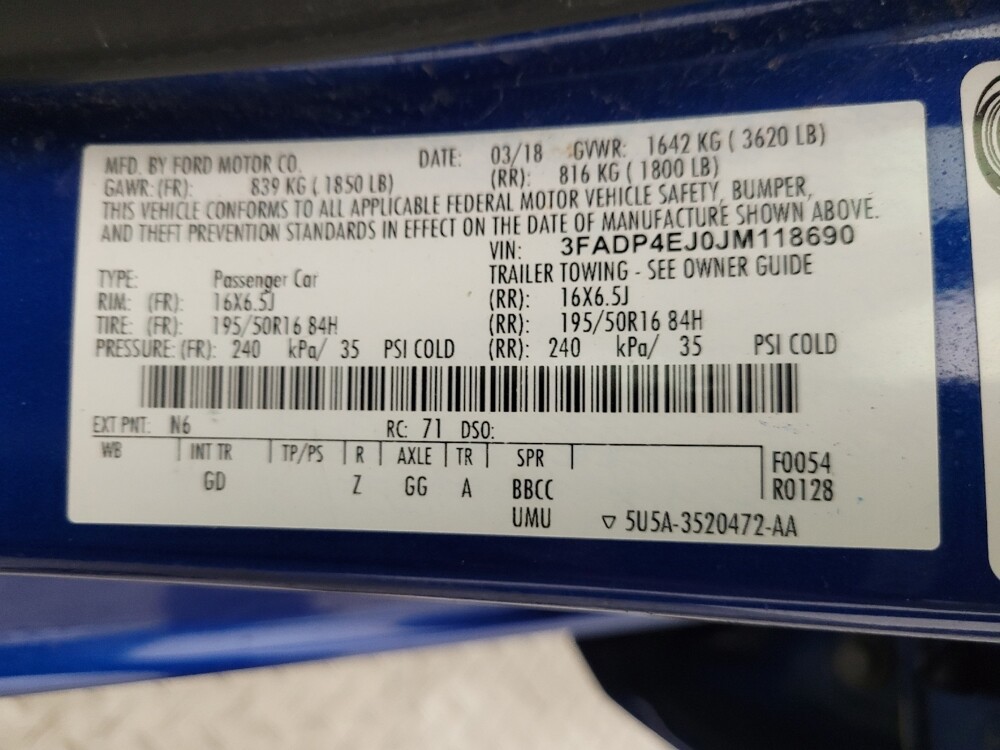 MFD. BY FORD MOTOR CO. DATE: 03/18 GVWR: 1642 KG ( 3620 LB)
GAWR: (FR): 839 KG ( 1850 LB) (RR): 816 KG ( 1800 LB)
THIS VEHICLE CONFORMS TO ALL APPLICABLE FEDERAL MOTOR VEHICLE SAFETY, BUMPER,
AND THEFT PREVENTION STANDARDS IN EFFECT ON THE DATE OF MANUFACTURE SHOWN ABOVE.
VIN: 3FADP4EJ0JM118690
TYPE: Passenger Car TRAILER TOWING - SEE OWNER GUIDE
RIM: (FR): 16X6.5J (RR): 16X6.5J
TIRE: (FR): 195/50R16 84H (RR): 195/50R16 84H
PRESSURE: (FR): 240 kPa/ 35 PSI COLD (RR): 240 kPa/ 35 PSI COLD
EXT PNT: N6 RC: 71 DSO:
WB INT TR TP/PS R AXLE TR SPR F0054
GD Z GG A BBCC R0128
UMU ▽ 5U5A-3520472-AA